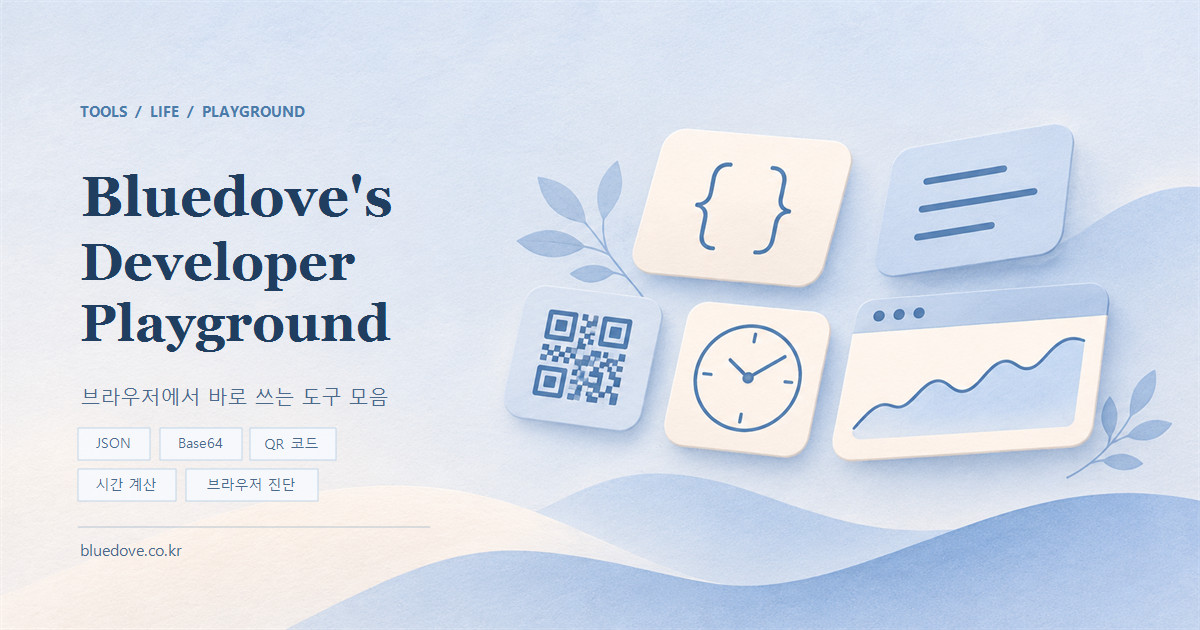 TOOLS / LIFE / PLAYGROUND
Bluedove's
Developer
Playground
브라우저에서 바로 쓰는 도구 모음
JSON
Base64
QR 코드
시간 계산
브라우저 진단
bluedove.co.kr